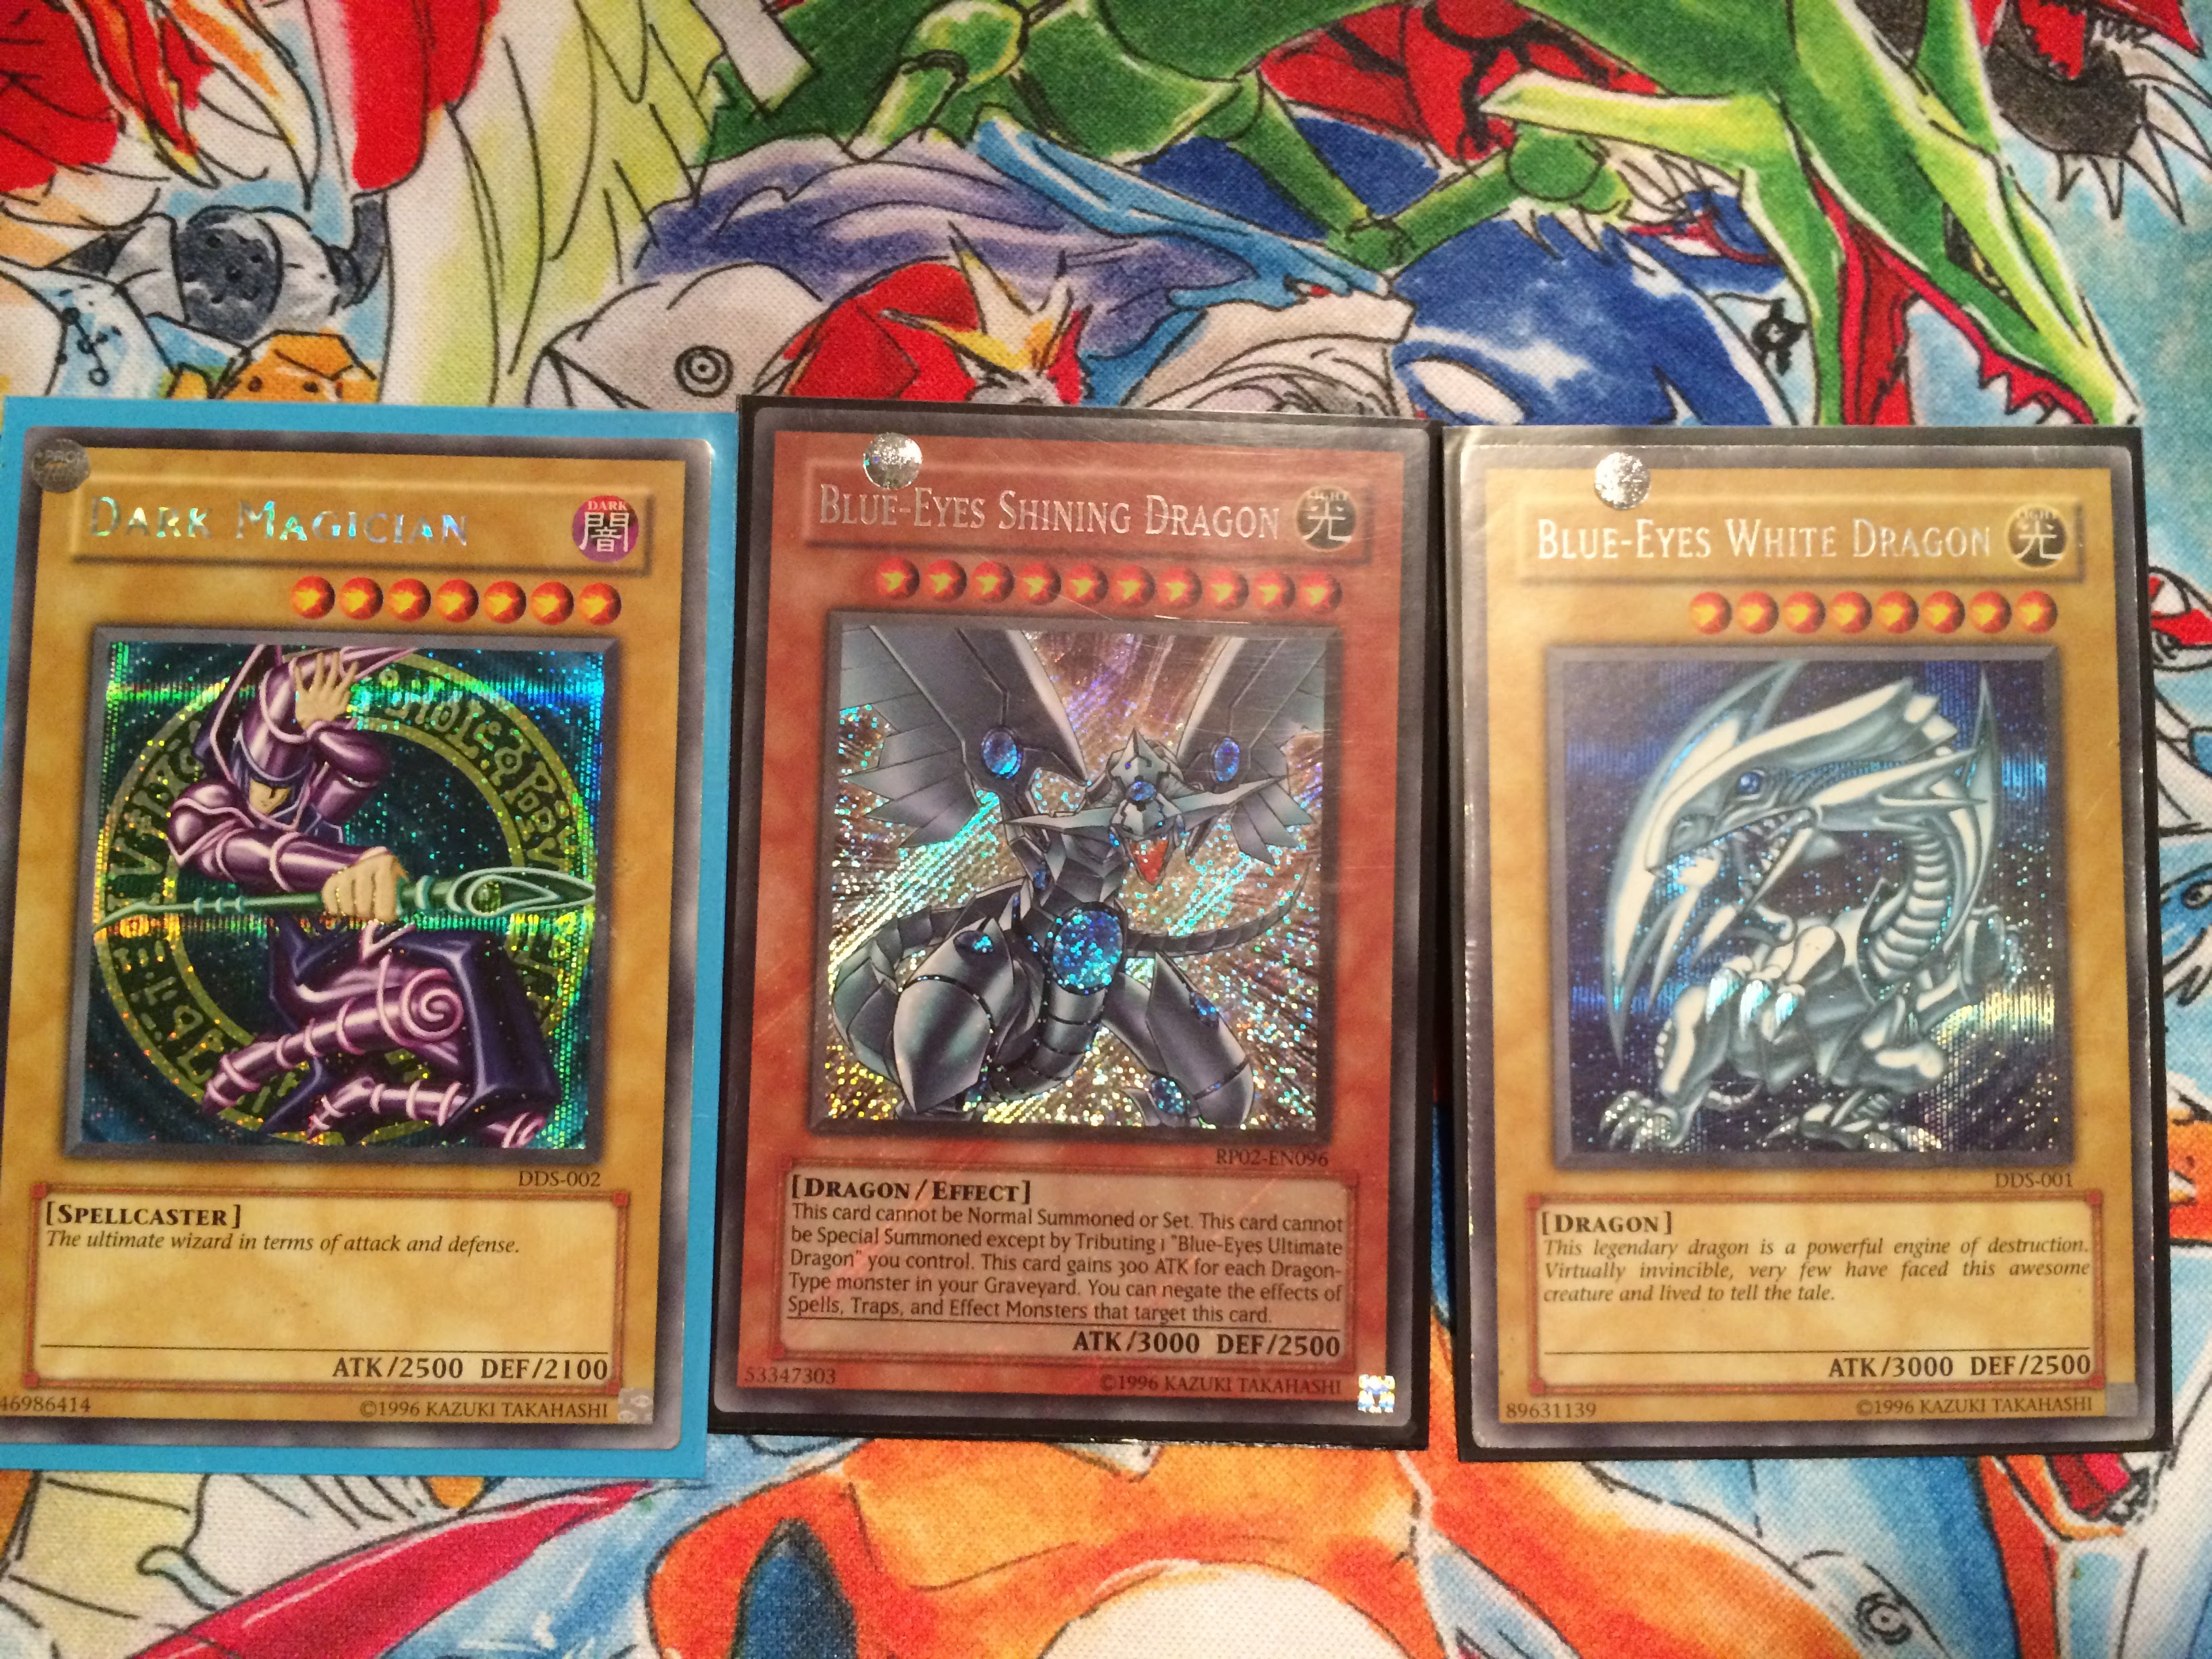 DARK MAGICIAN
DARK
闇
DDS-002
[SPELLCASTER]
The ultimate wizard in terms of attack and defense.
ATK/2500 DEF/2100
46986414
©1996 KAZUKI TAKAHASHI
BLUE-EYES SHINING DRAGON
LIGHT
光
RP02-EN096
[DRAGON/EFFECT]
This card cannot be Normal Summoned or Set. This card cannot
be Special Summoned except by Tributing 1 "Blue-Eyes Ultimate
Dragon" you control. This card gains 300 ATK for each Dragon-
Type monster in your Graveyard. You can negate the effects of
Spells, Traps, and Effect Monsters that target this card.
ATK/3000 DEF/2500
53347303
©1996 KAZUKI TAKAHASHI
BLUE-EYES WHITE DRAGON
LIGHT
光
DDS-001
[DRAGON]
This legendary dragon is a powerful engine of destruction.
Virtually invincible, very few have faced this awesome
creature and lived to tell the tale.
ATK/3000 DEF/2500
89631139
©1996 KAZUKI TAKAHASHI